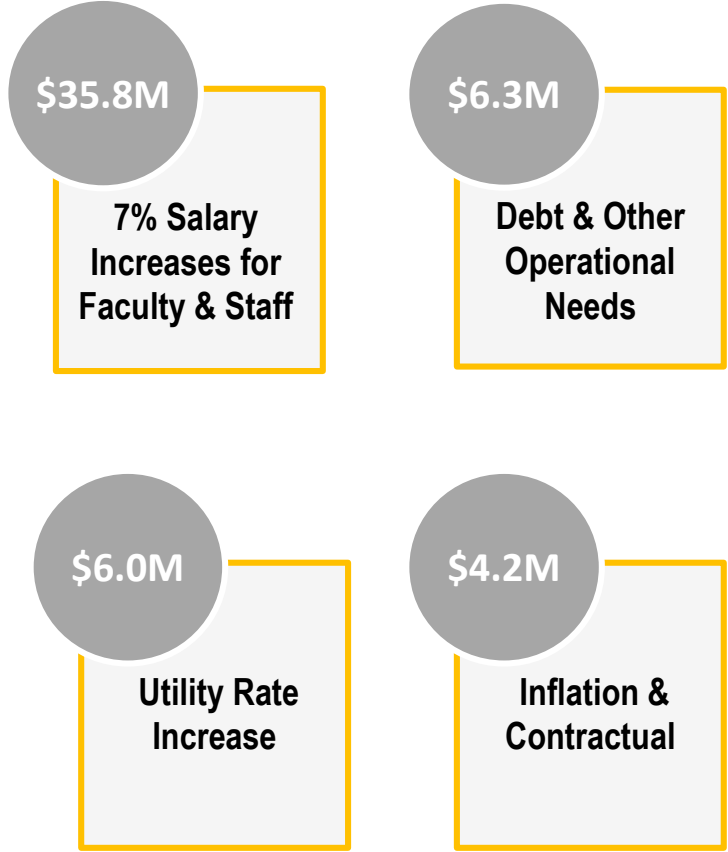 $35.8M
7% Salary
Increases for
Faculty & Staff
$6.3M
Debt & Other
Operational
Needs
$6.0M
Utility Rate
Increase
$4.2M
Inflation &
Contractual